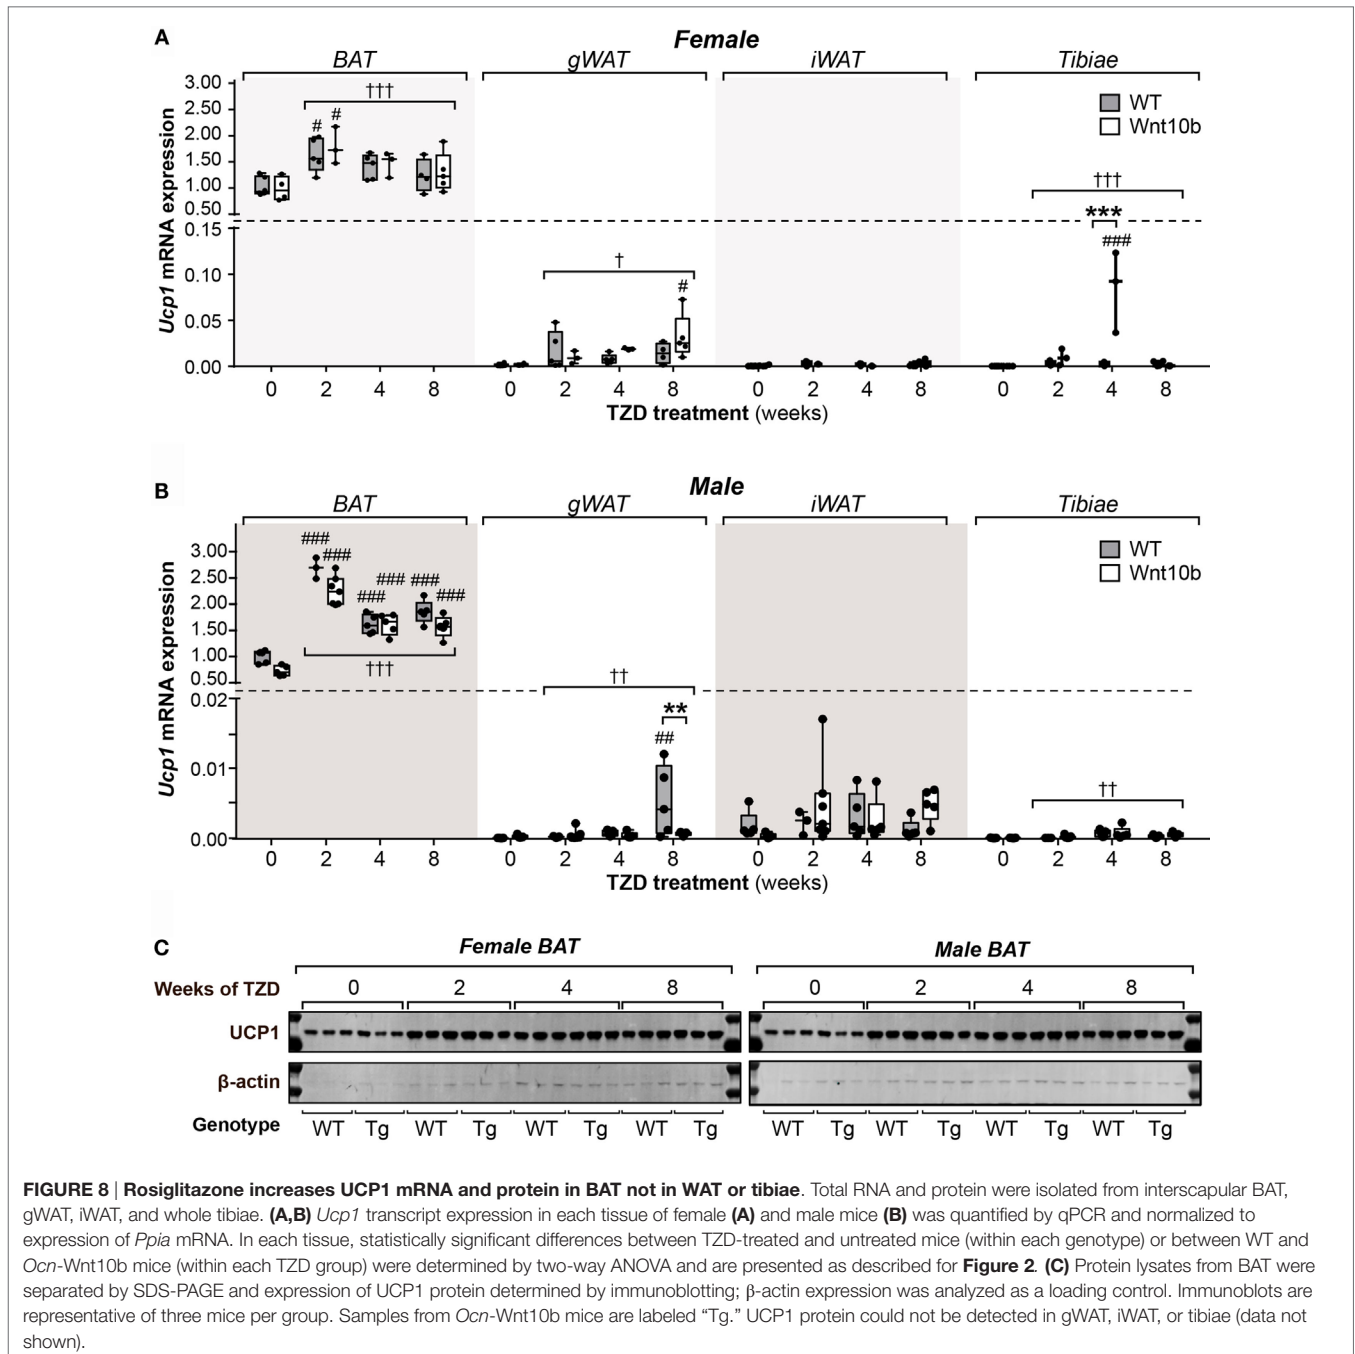 A
Female
BAT gWAT iWAT Tibiae
3.00
2.50
2.00
1.50
1.00
0.50
0.15
0.10
0.05
0.00
Ucp1 mRNA expression
†††
# #
†
#
†††
***
###
WT
Wnt10b
0 2 4 8 0 2 4 8 0 2 4 8 0 2 4 8
TZD treatment (weeks)
B
Male
BAT gWAT iWAT Tibiae
3.00
2.50
2.00
1.50
1.00
0.50
0.02
0.01
0.00
Ucp1 mRNA expression
### ### ### ### ### ###
†††
††
**
##
††
WT
Wnt10b
0 2 4 8 0 2 4 8 0 2 4 8 0 2 4 8
TZD treatment (weeks)
C
Female BAT Male BAT
Weeks of TZD 0 2 4 8 0 2 4 8
UCP1
β-actin
Genotype WT Tg WT Tg WT Tg WT Tg WT Tg WT Tg WT Tg WT Tg
FIGURE 8 | Rosiglitazone increases UCP1 mRNA and protein in BAT not in WAT or tibiae. Total RNA and protein were isolated from interscapular BAT,
gWAT, iWAT, and whole tibiae. (A,B) Ucp1 transcript expression in each tissue of female (A) and male mice (B) was quantified by qPCR and normalized to
expression of Ppia mRNA. In each tissue, statistically significant differences between TZD-treated and untreated mice (within each genotype) or between WT and
Ocn-Wnt10b mice (within each TZD group) were determined by two-way ANOVA and are presented as described for Figure 2. (C) Protein lysates from BAT were
separated by SDS-PAGE and expression of UCP1 protein determined by immunoblotting; β-actin expression was analyzed as a loading control. Immunoblots are
representative of three mice per group. Samples from Ocn-Wnt10b mice are labeled “Tg.” UCP1 protein could not be detected in gWAT, iWAT, or tibiae (data not
shown).